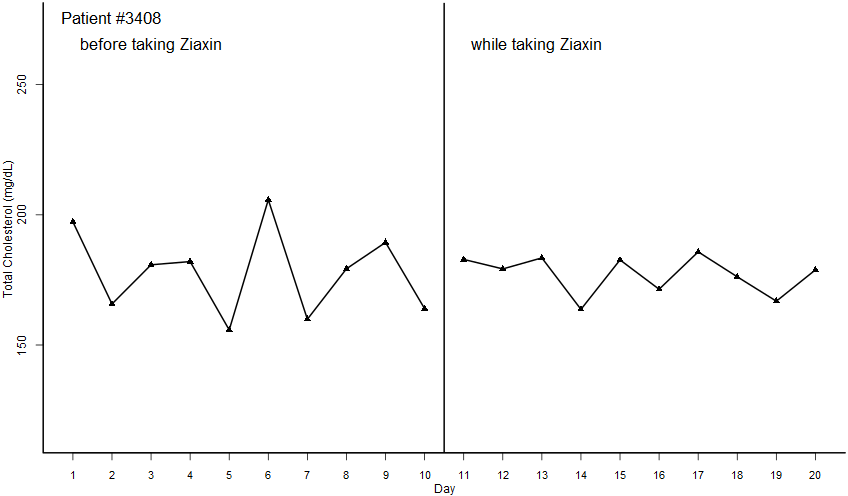 Patient #3408
before taking Ziaxin
while taking Ziaxin
Total Cholesterol (mg/dL)
250
200
150
1 2 3 4 5 6 7 8 9 10 11 12 13 14 15 16 17 18 19 20
Day